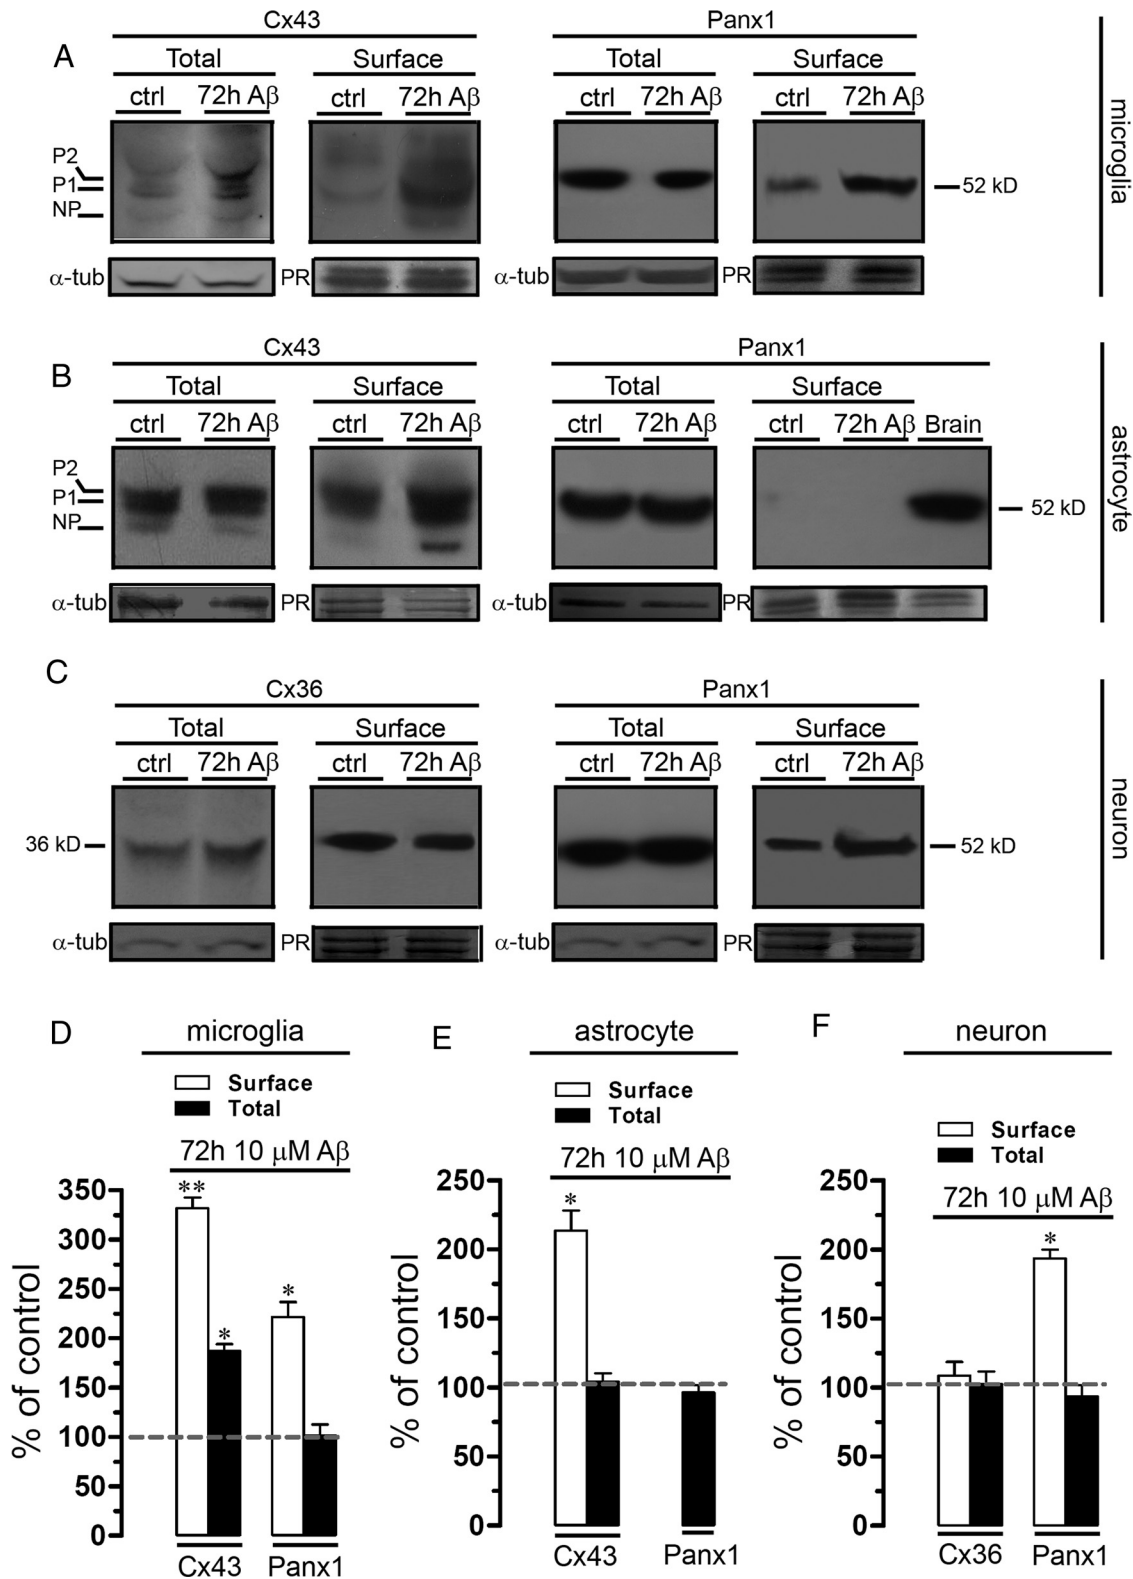 Cx43 Panx1
A Total Surface Total Surface
ctrl 72h Aβ ctrl 72h Aβ ctrl 72h Aβ ctrl 72h Aβ
P2
P1
NP
52 kD
microglia
α-tub PR α-tub PR
Cx43 Panx1
B Total Surface Total Surface
ctrl 72h Aβ ctrl 72h Aβ ctrl 72h Aβ ctrl 72h Aβ Brain
P2
P1
NP
52 kD
astrocyte
α-tub PR α-tub PR
C
Cx36 Panx1
Total Surface Total Surface
ctrl 72h Aβ ctrl 72h Aβ ctrl 72h Aβ ctrl 72h Aβ
36 kD 52 kD
neuron
α-tub PR α-tub PR
D microglia
Surface
Total
72h 10 μM Aβ
% of control
350
300
250
200
150
100
50
0
** * *
Cx43 Panx1
E astrocyte
Surface
Total
72h 10 μM Aβ
% of control
250
200
150
100
50
0
*
Cx43 Panx1
F neuron
Surface
Total
72h 10 μM Aβ
% of control
250
200
150
100
50
0
*
Cx36 Panx1